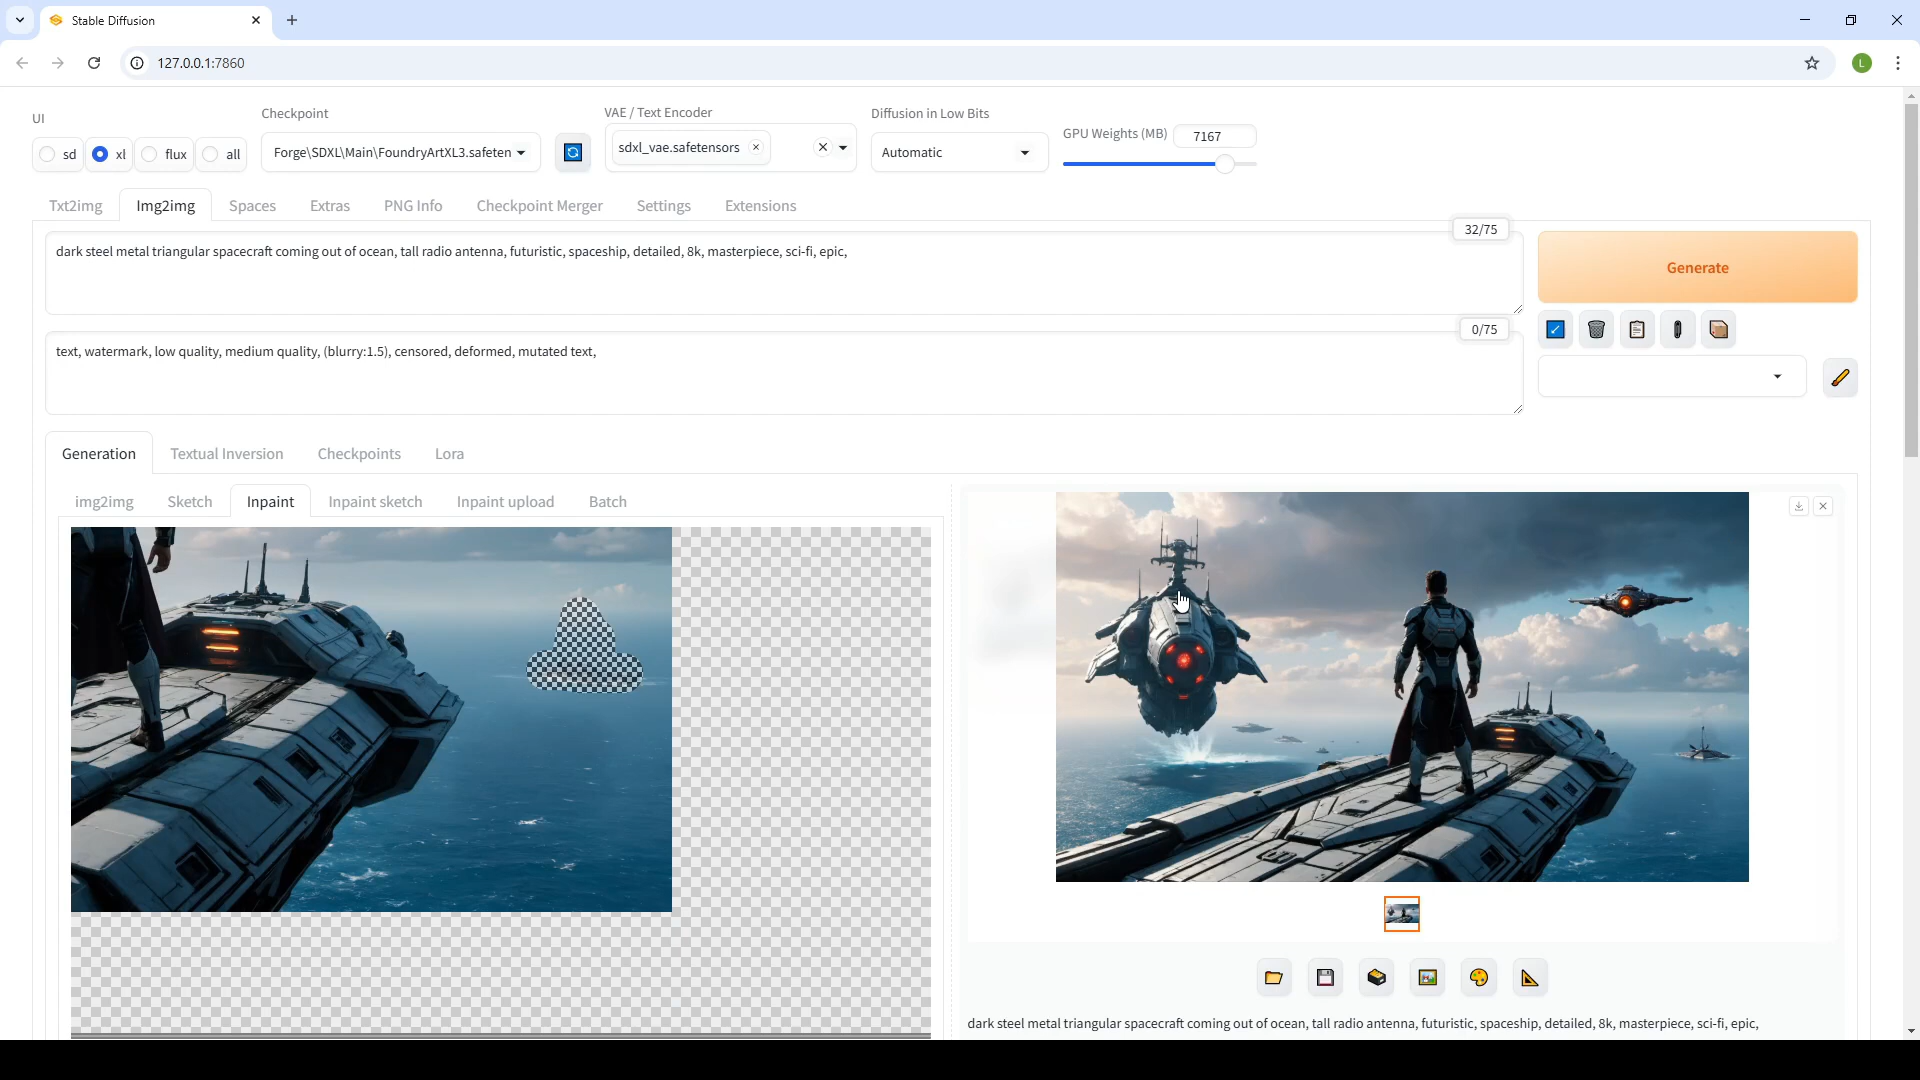 Stable Diffusion
127.0.0.1:7860
L
UI
Checkpoint
VAE / Text Encoder
Diffusion in Low Bits
GPU Weights (MB)
7167
sd
xl
flux
all
Forge\SDXL\Main\FoundryArtXL3.safeten
sdxl_vae.safetensors
Automatic
Txt2img
Img2img
Spaces
Extras
PNG Info
Checkpoint Merger
Settings
Extensions
32/75
dark steel metal triangular spacecraft coming out of ocean, tall radio antenna, futuristic, spaceship, detailed, 8k, masterpiece, sci-fi, epic,
Generate
0/75
text, watermark, low quality, medium quality, (blurry:1.5), censored, deformed, mutated text,
Generation
Textual Inversion
Checkpoints
Lora
img2img
Sketch
Inpaint
Inpaint sketch
Inpaint upload
Batch
dark steel metal triangular spacecraft coming out of ocean, tall radio antenna, futuristic, spaceship, detailed, 8k, masterpiece, sci-fi, epic,